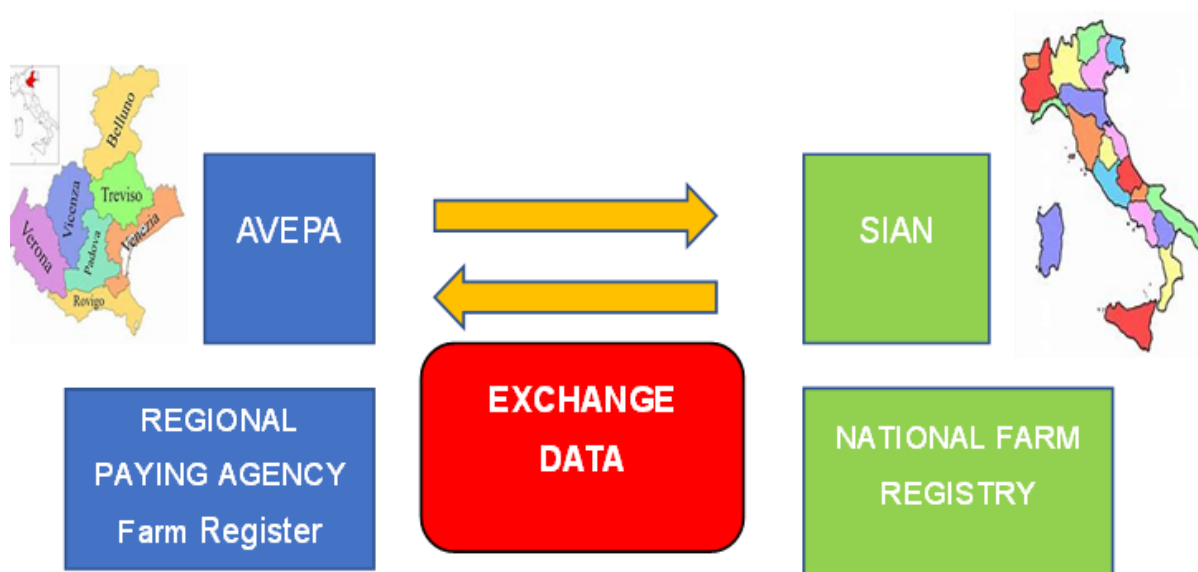 Belluno
Vicenza
Treviso
Verona
Padova
Venezia
Rovigo
AVEPA
SIAN
REGIONAL
PAYING AGENCY
Farm Register
EXCHANGE
DATA
NATIONAL FARM
REGISTRY